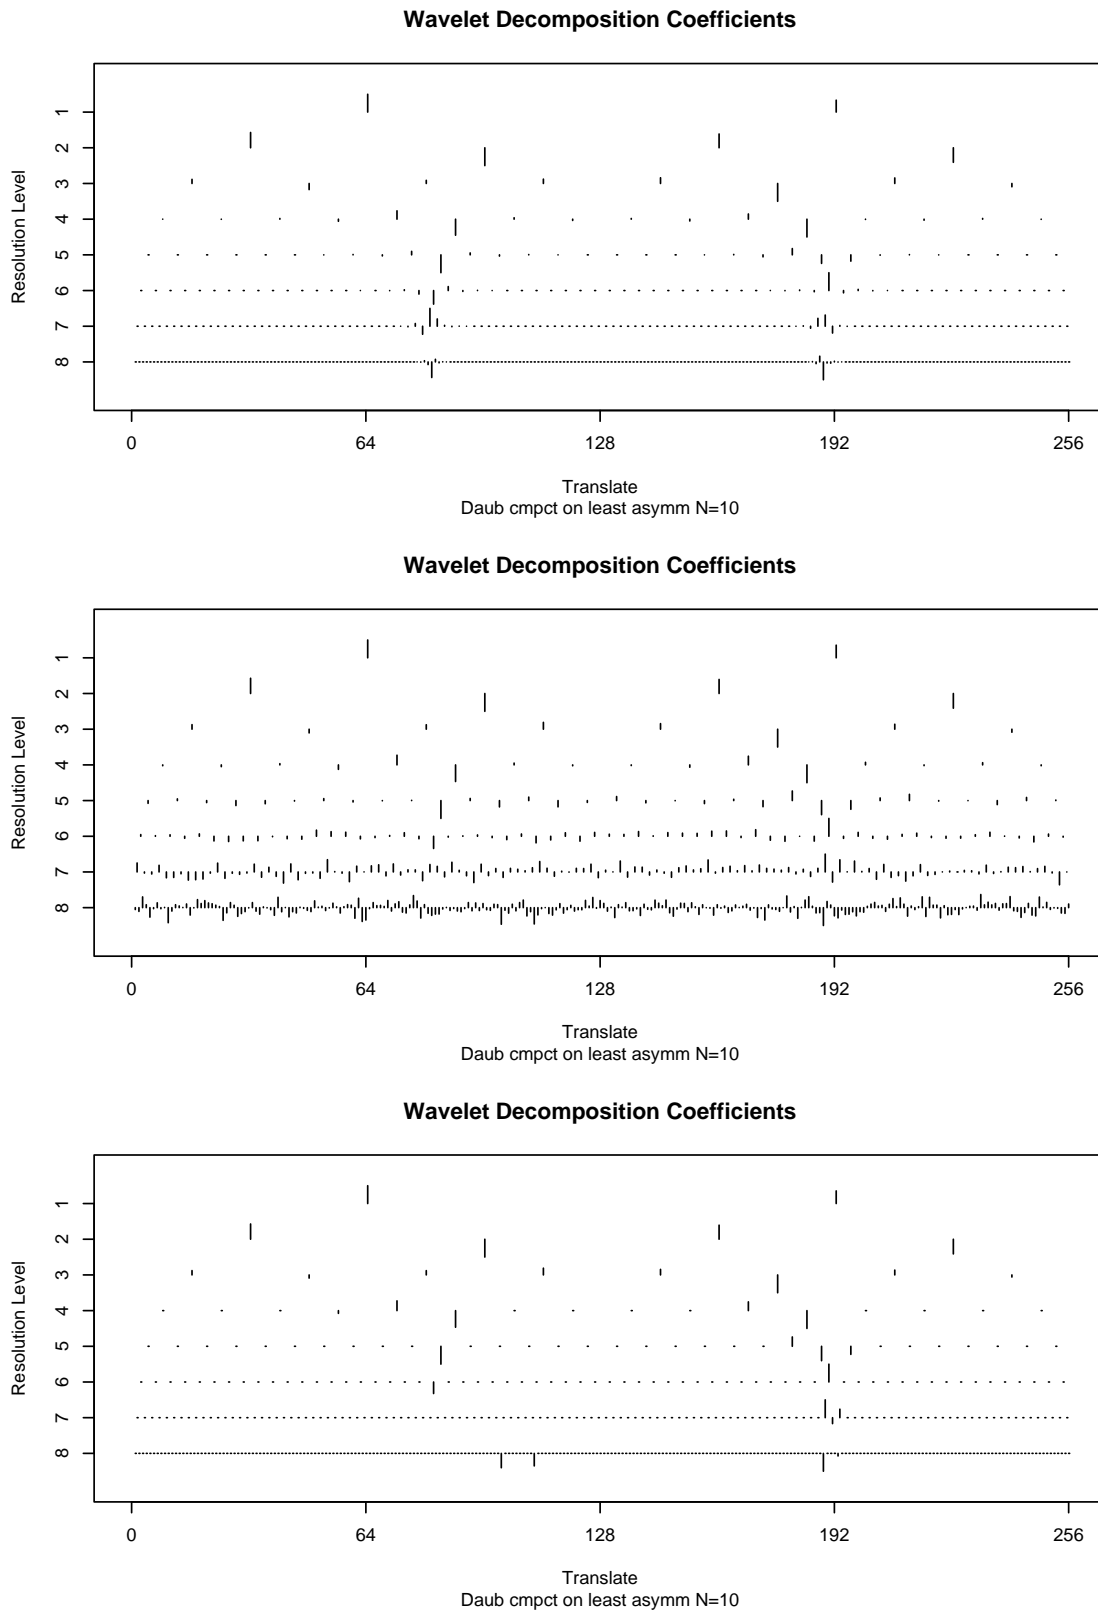 Wavelet Decomposition Coefficients
Resolution Level
1
2
3
4
5
6
7
8
0 64 128 192 256
Translate
Daub cmpct on least asymm N=10
Wavelet Decomposition Coefficients
Resolution Level
1
2
3
4
5
6
7
8
0 64 128 192 256
Translate
Daub cmpct on least asymm N=10
Wavelet Decomposition Coefficients
Resolution Level
1
2
3
4
5
6
7
8
0 64 128 192 256
Translate
Daub cmpct on least asymm N=10